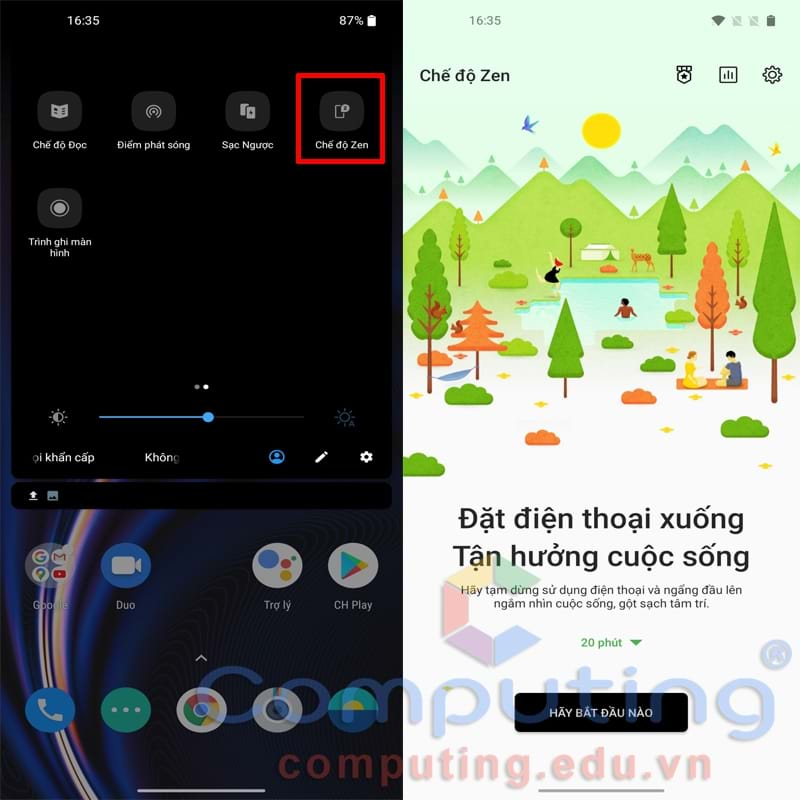 16:35
87%
Chế độ Đọc
Điểm phát sóng
Sạc Ngược
Chế độ Zen
Trình ghi màn
hình
ọi khẩn cấp
Không
Google
Duo
Trợ lý
CH Play
16:35
Chế độ Zen
Đặt điện thoại xuống
Tận hưởng cuộc sống
Hãy tạm dừng sử dụng điện thoại và ngẩng đầu lên
ngắm nhìn cuộc sống, gột sạch tâm trí.
20 phút
HÃY BẮT ĐẦU NÀO
Computing®
computing.edu.vn